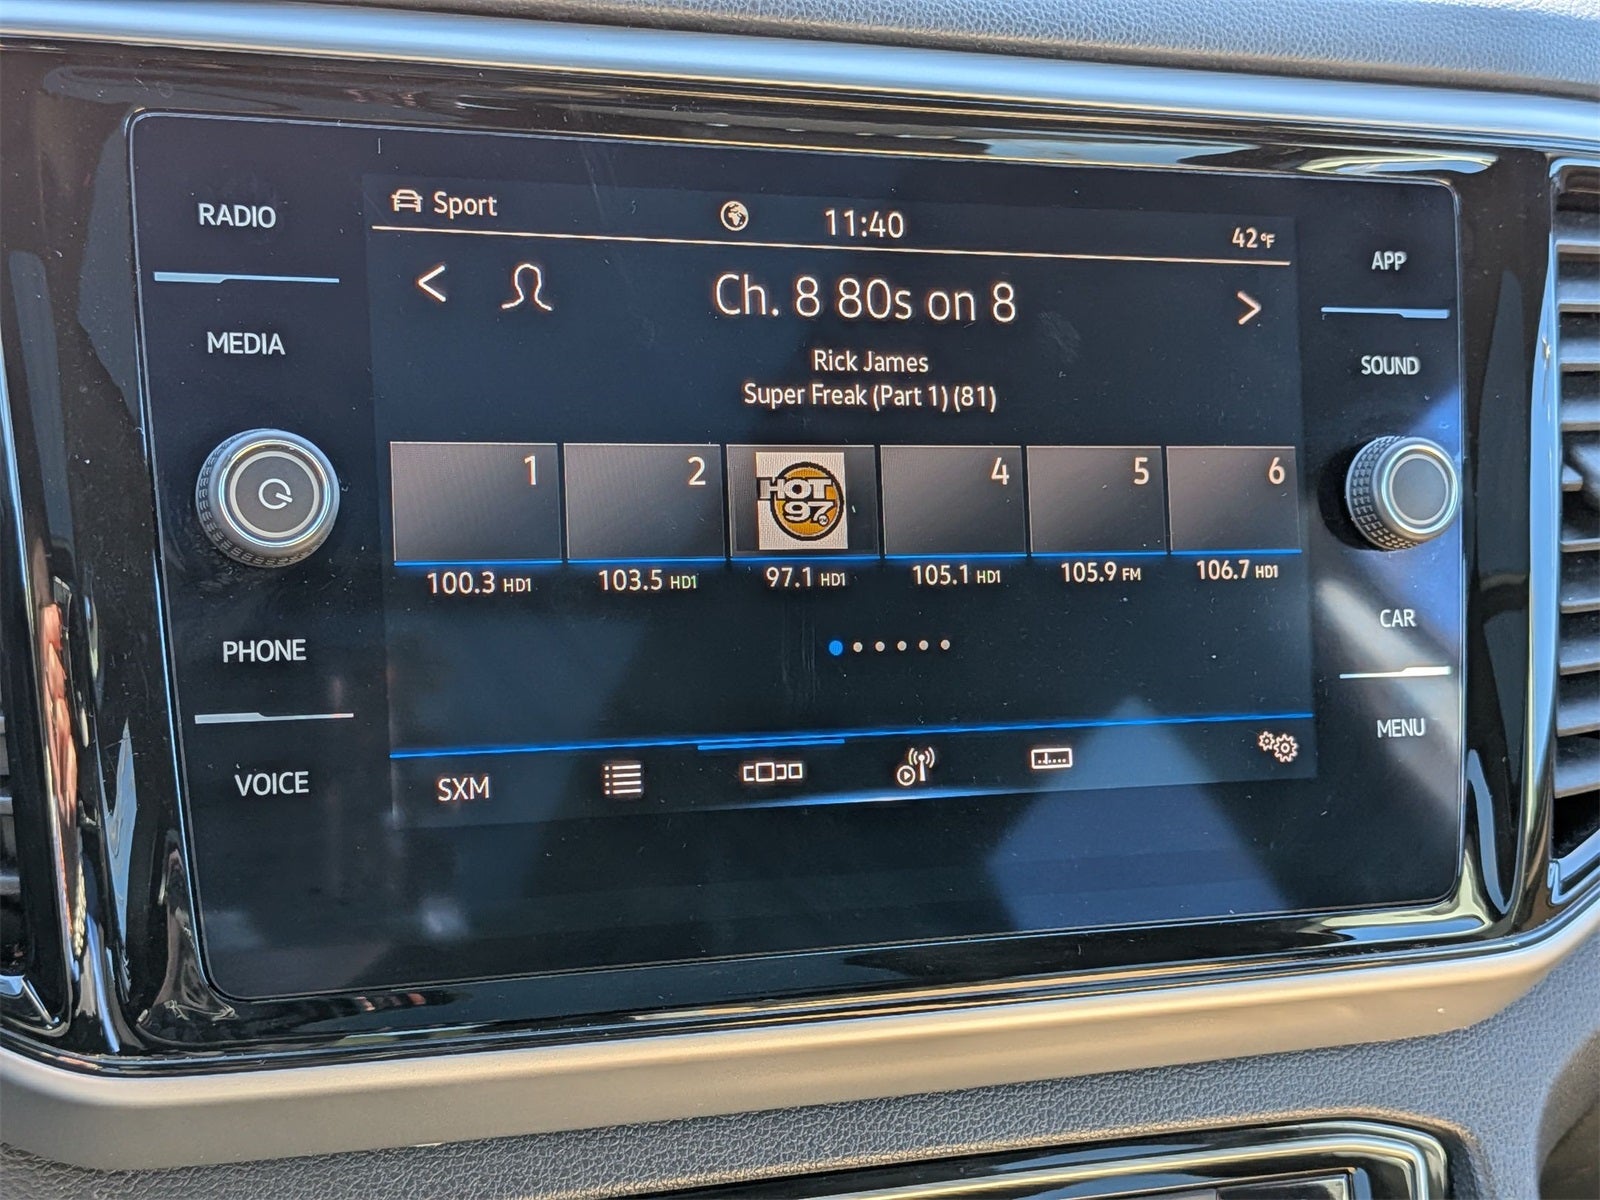 RADIO
MEDIA
PHONE
VOICE
Sport
11:40
42°F
<
Ch. 8 80s on 8
>
Rick James
Super Freak (Part 1) (81)
1
2
HOT
97
4
5
6
100.3 HD1
103.5 HD1
97.1 HD1
105.1 HD1
105.9 FM
106.7 HD1
SXM
APP
SOUND
CAR
MENU